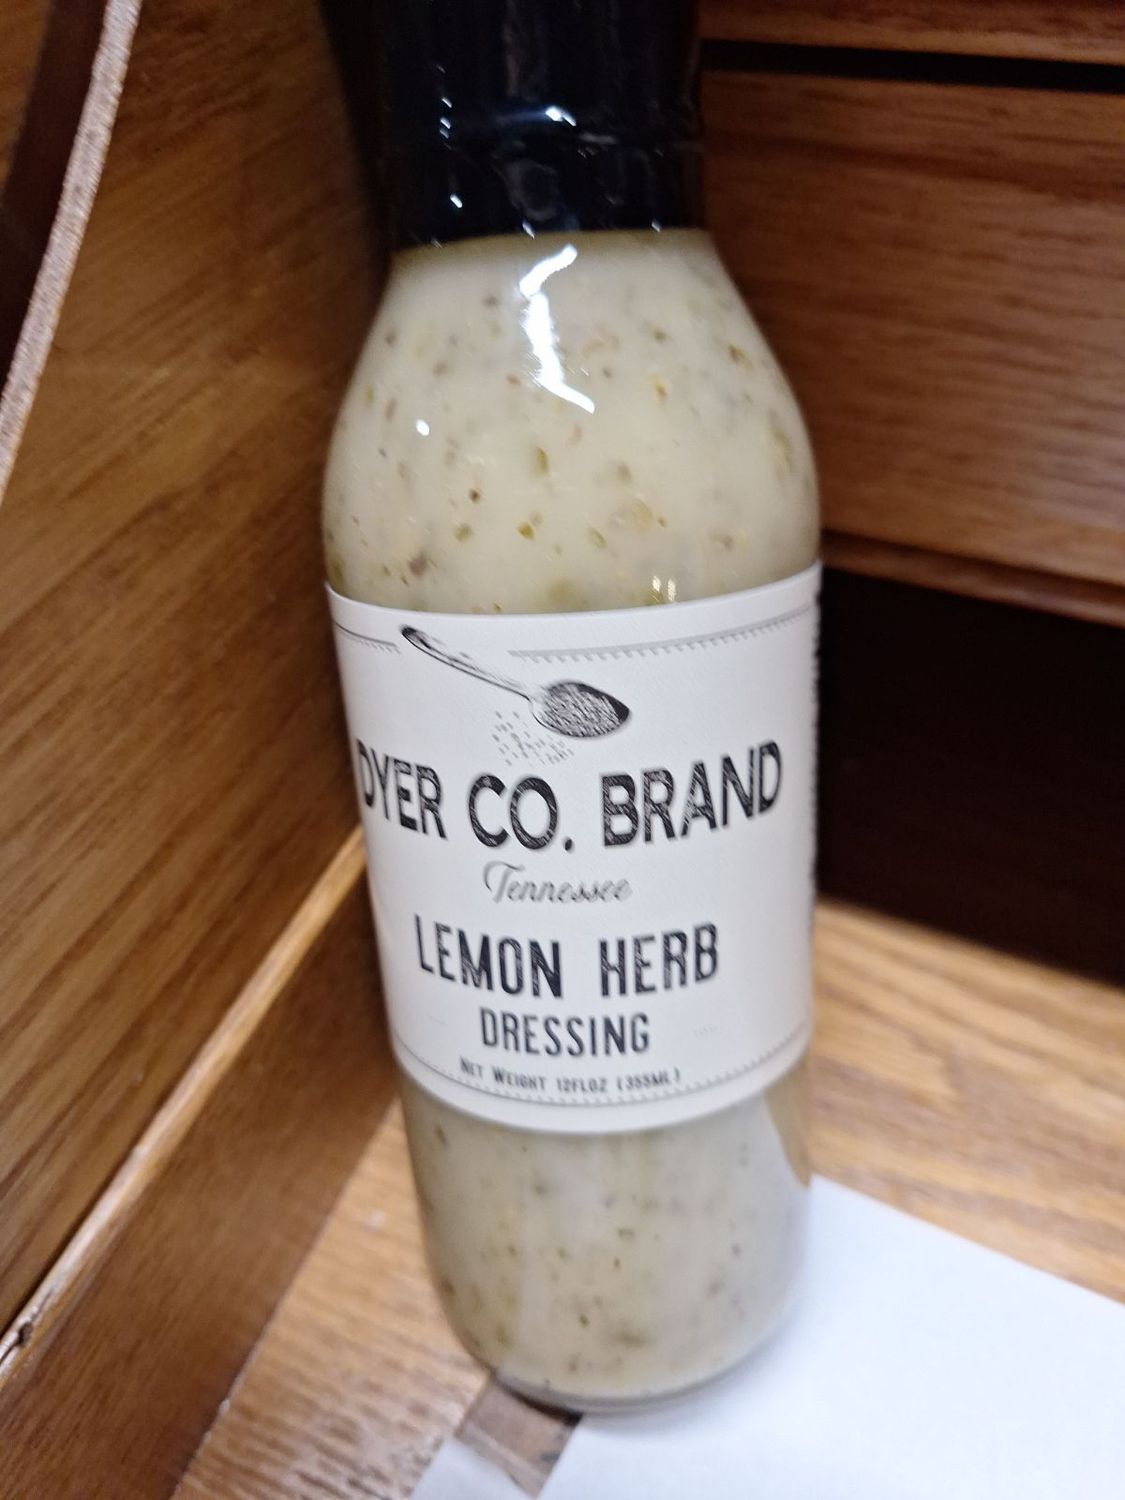 DYER CO. BRAND
Tennessee
LEMON HERB
DRESSING
NET WEIGHT 12FLOZ (355ML)